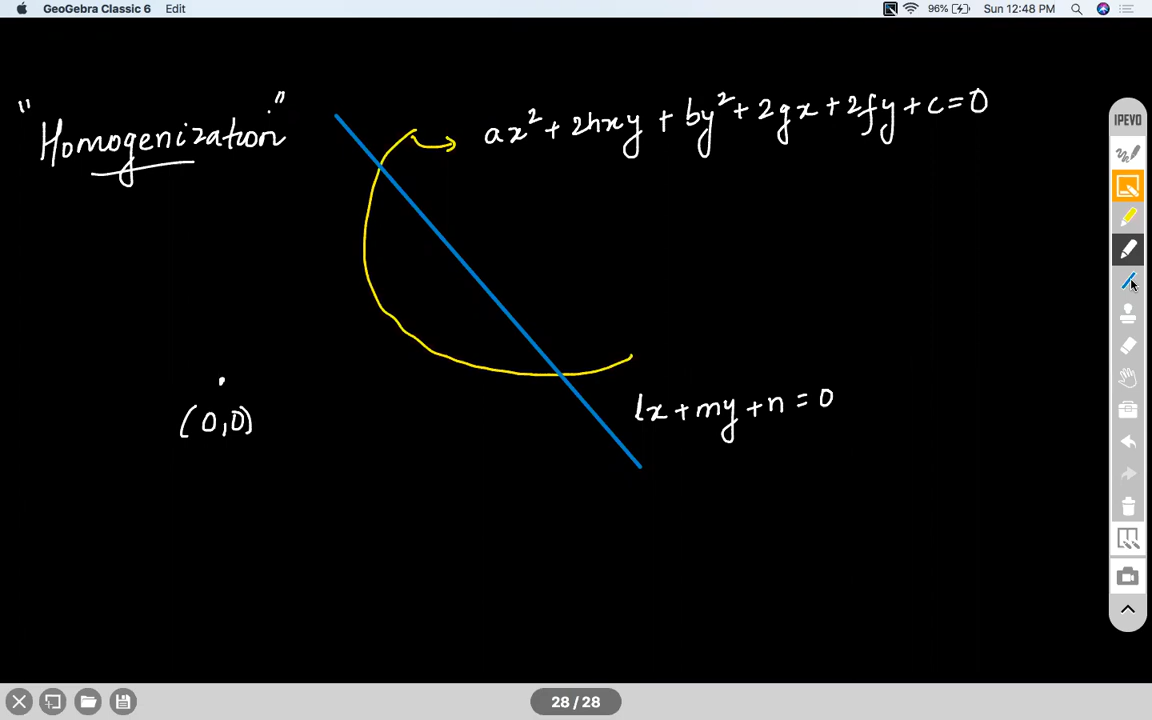 GeoGebra Classic 6 Edit 96% Sun 12:48 PM
"Homogenization"
ax² + 2hxy + by² + 2gx + 2fy + c = 0
IPEVO
(0,0)
lx + my + n = 0
28 / 28